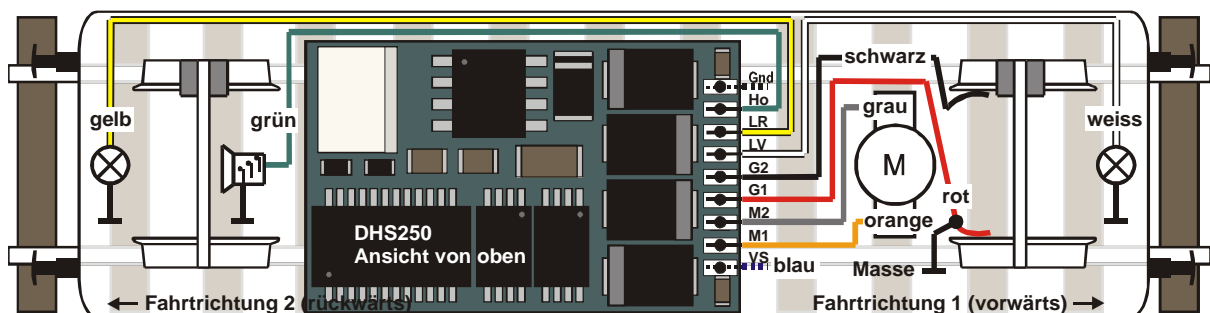 schwarz
Gnd
Ho
grau
gelb
grün
LR
weiss
LV
M
G2
G1
rot
M2
orange
DHS250
M1
Ansicht von oben
VS
blau
Masse
← Fahrtrichtung 2 (rückwärts)
Fahrtrichtung 1 (vorwärts) →